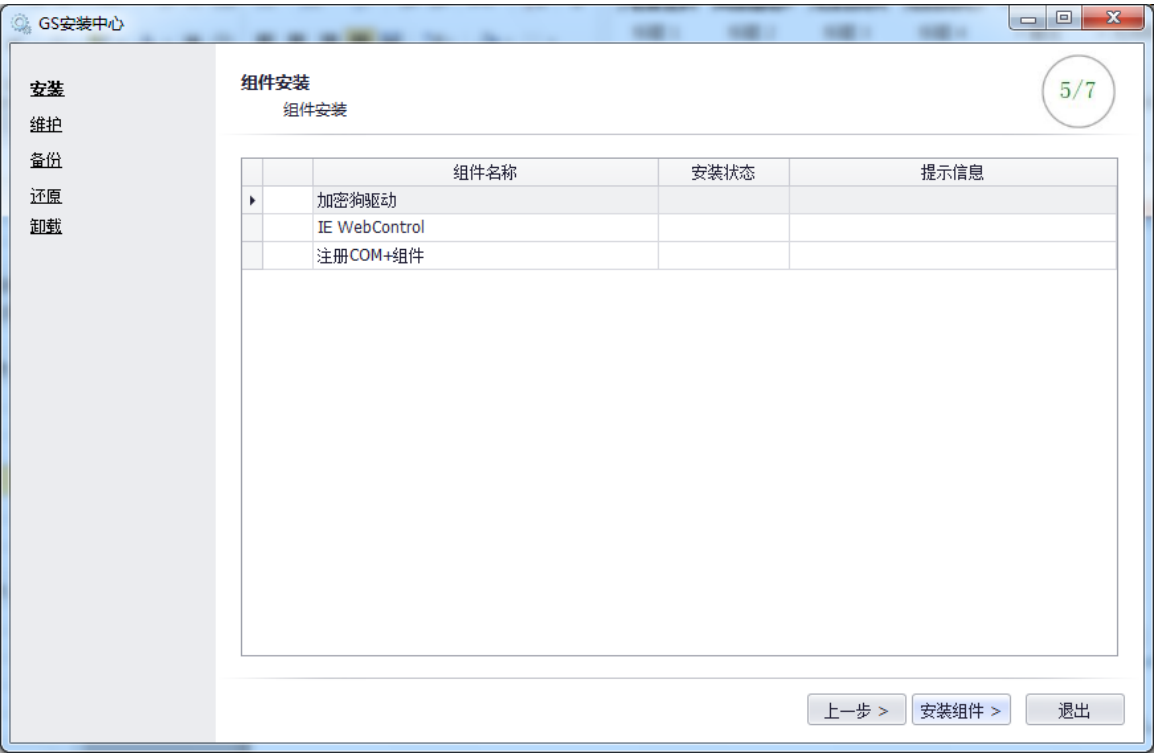 GS安装中心
安装
维护
备份
还原
卸载
组件安装
组件安装
5/7
组件名称 安装状态 提示信息
加密狗驱动
IE WebControl
注册COM+组件
上一步 > 安装组件 > 退出